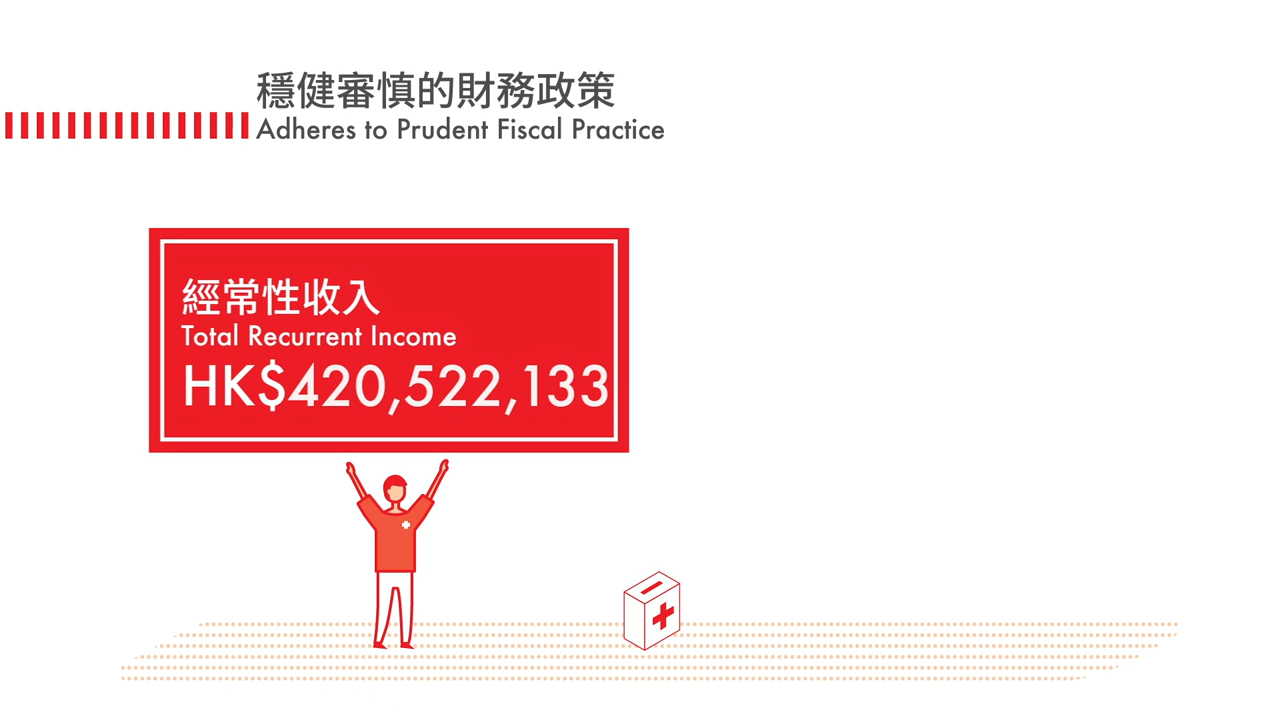 穩健審慎的財務政策
Adheres to Prudent Fiscal Practice
經常性收入
Total Recurrent Income
HK$420,522,133